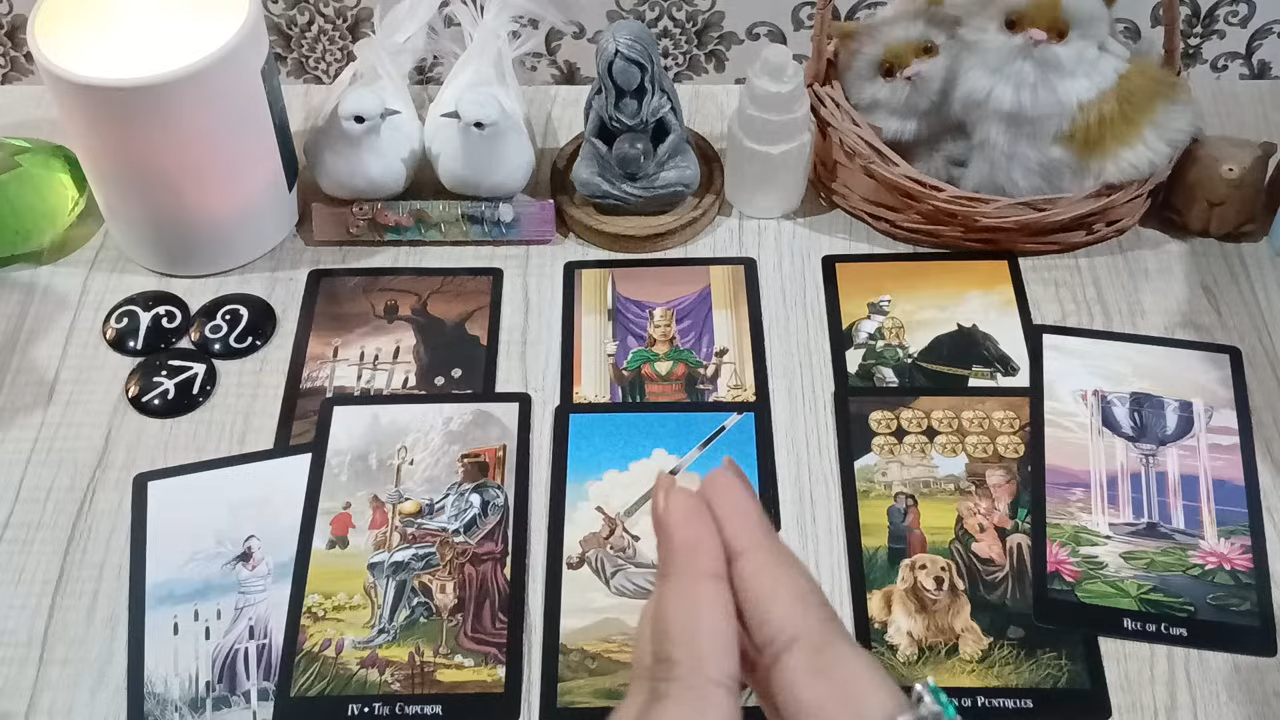 IV • The Emperor
n of Pentacles
Ace of Cups